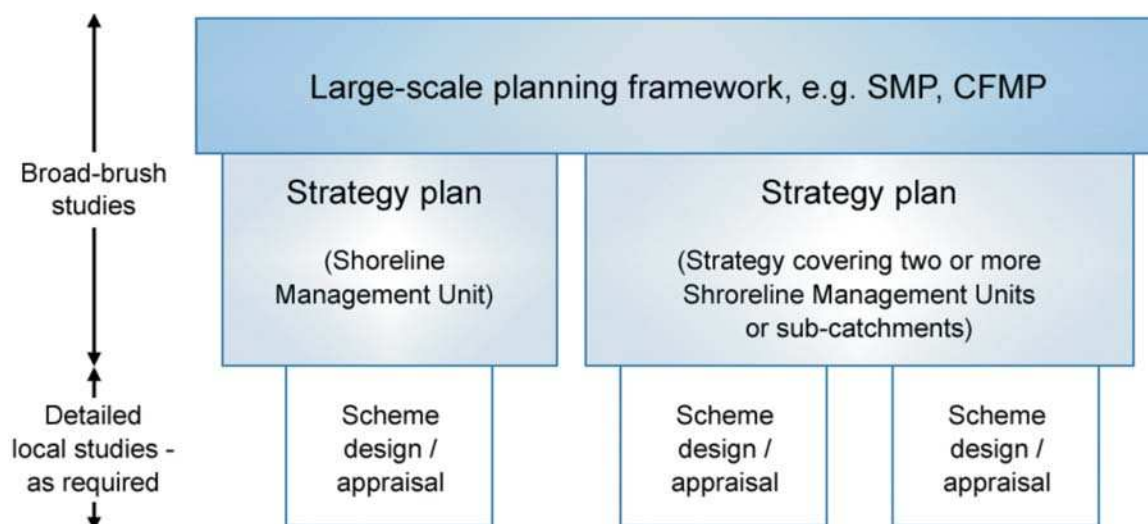 Large-scale planning framework, e.g. SMP, CFMP
Broad-brush
studies
Strategy plan
(Shoreline
Management Unit)
Strategy plan
(Strategy covering two or more
Shroreline Management Units
or sub-catchments)
Detailed
local studies -
as required
Scheme
design /
appraisal
Scheme
design /
appraisal
Scheme
design /
appraisal